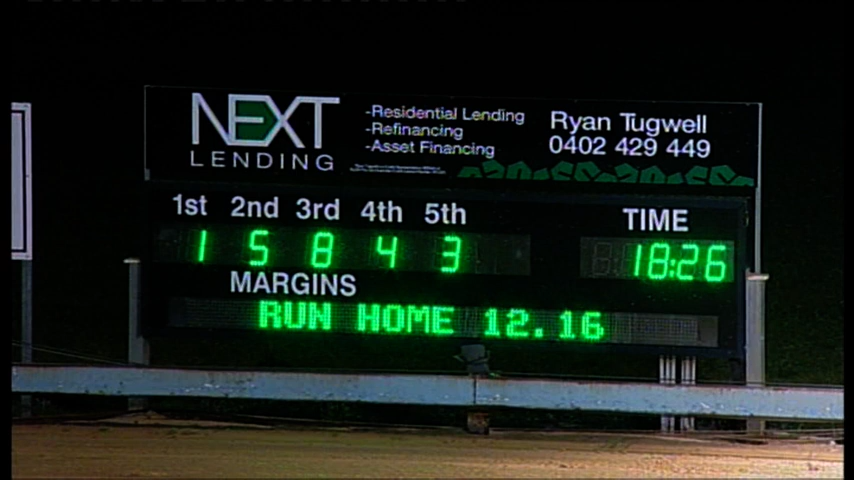 NEXT
LENDING
-Residential Lending
-Refinancing
-Asset Financing
Ryan Tugwell
0402 429 449
1st 2nd 3rd 4th 5th TIME
1 5 8 4 3 18:26
MARGINS
RUN HOME 12.16